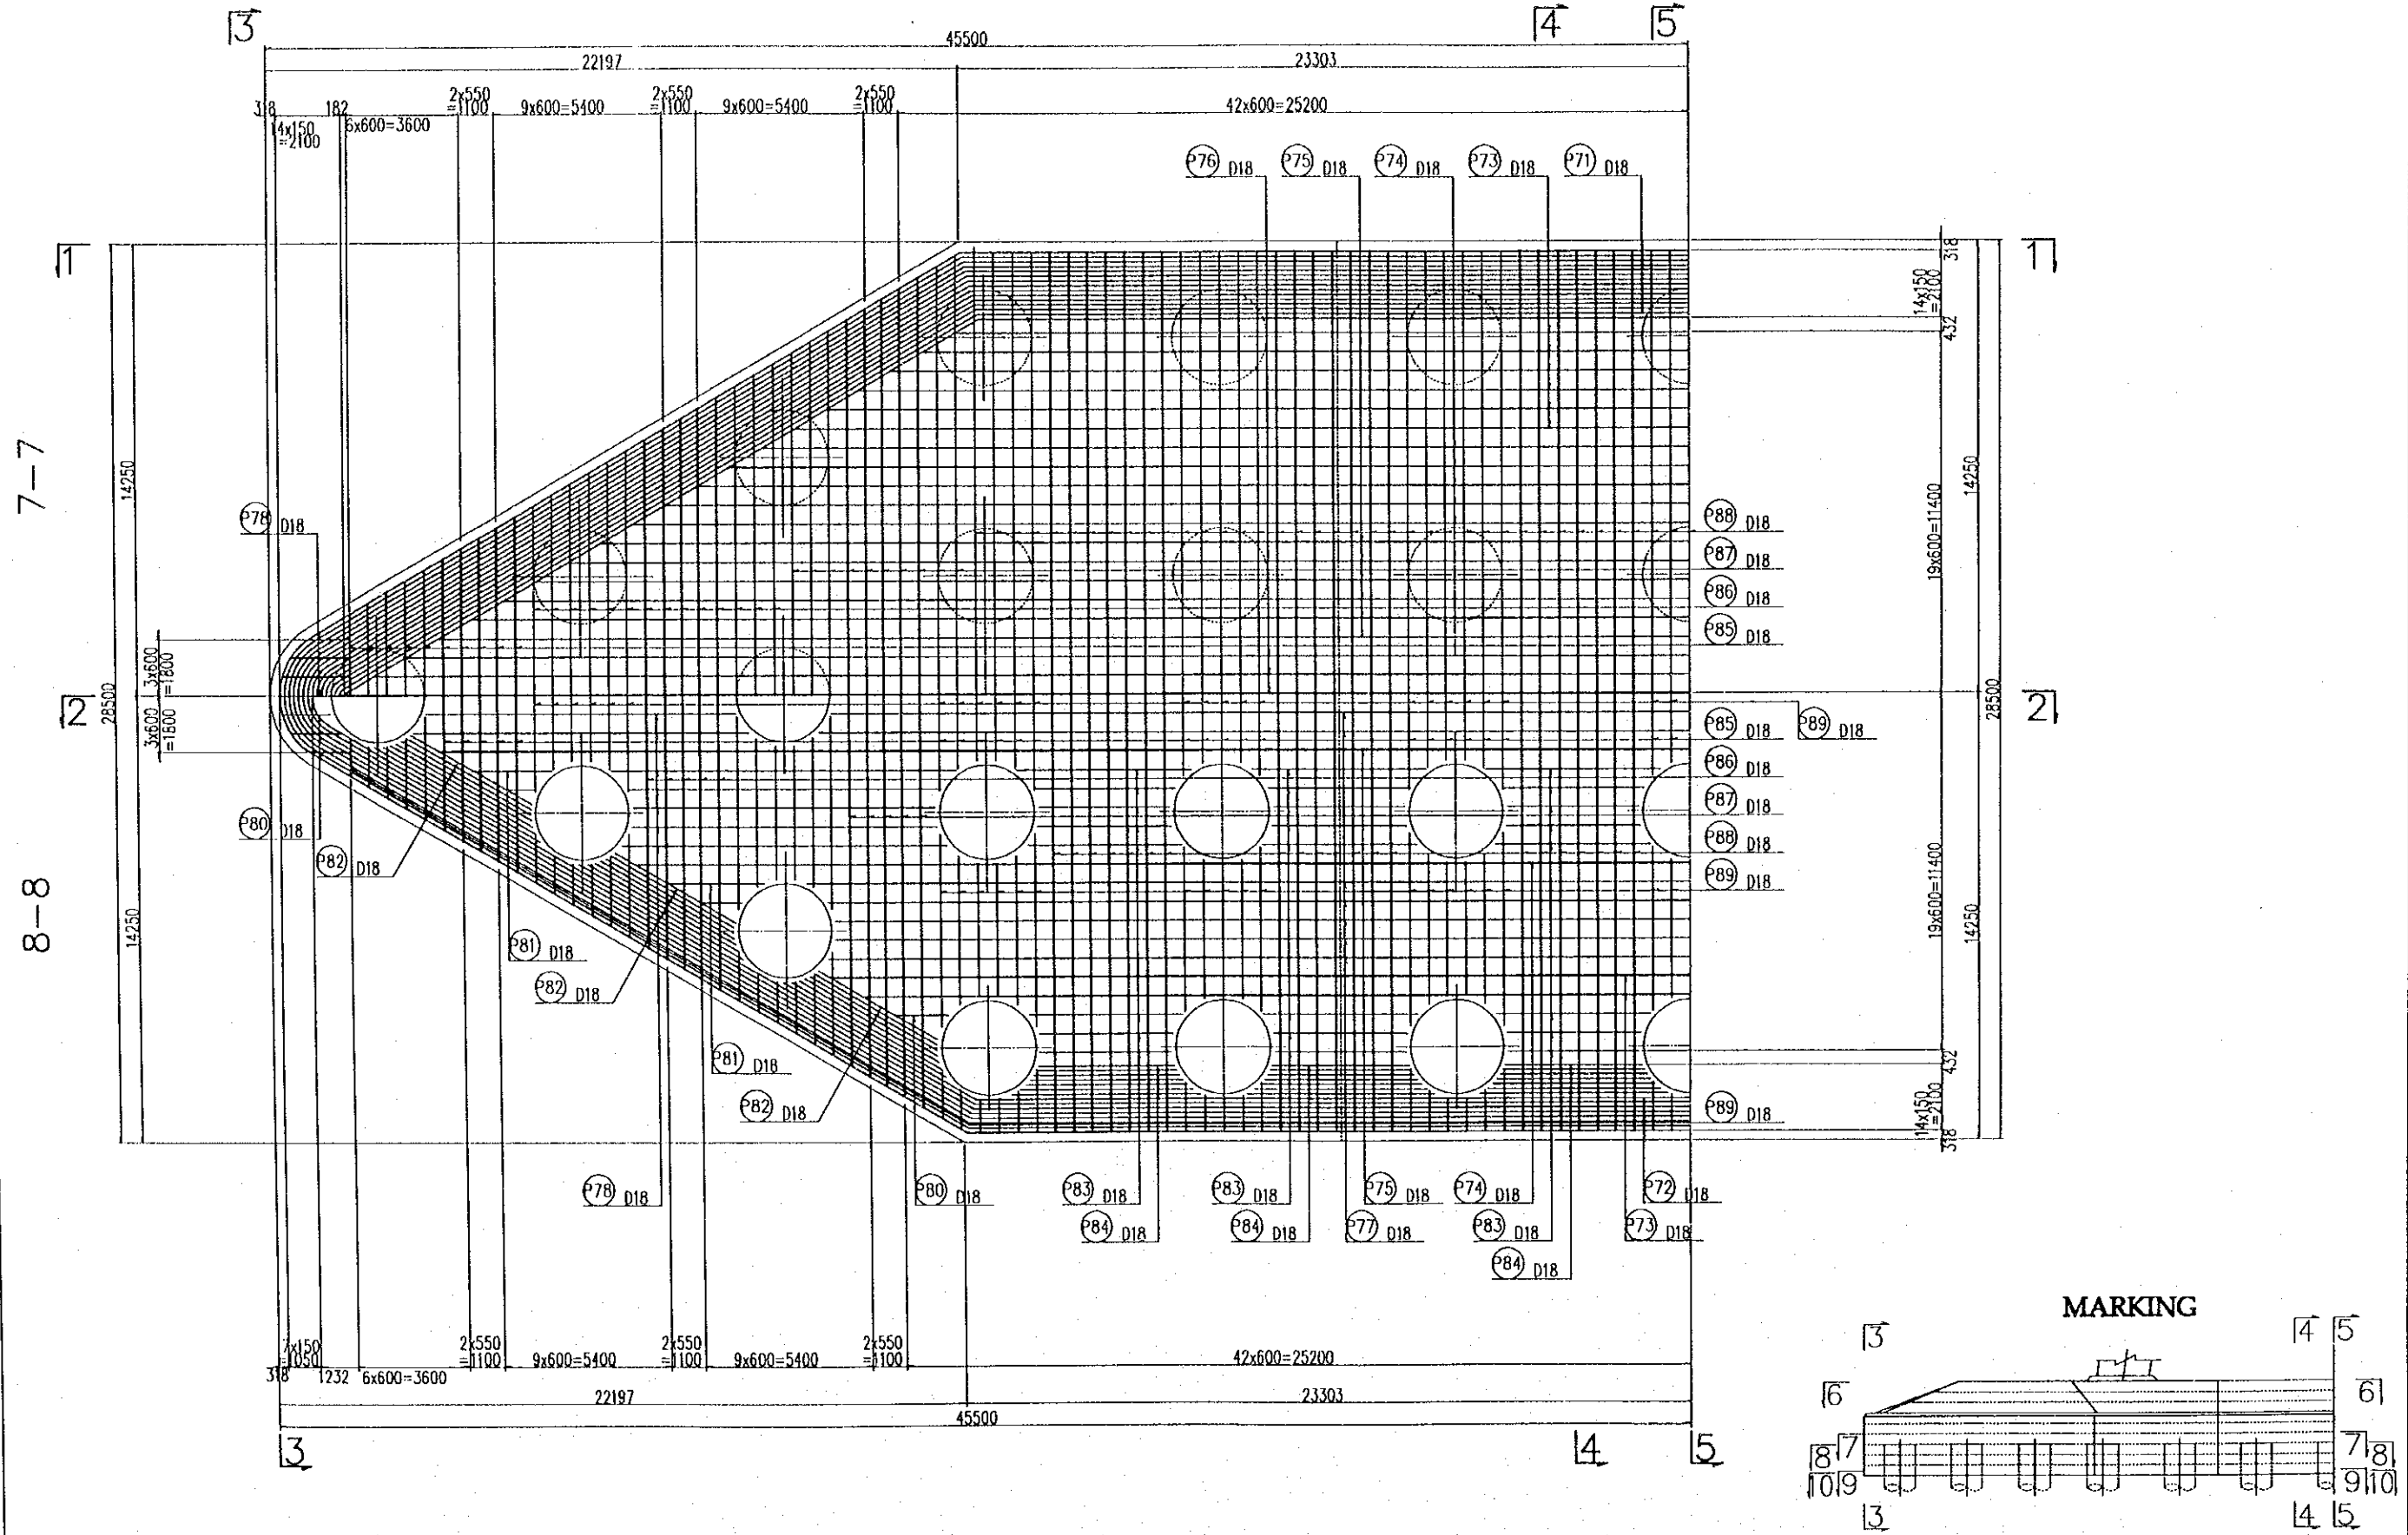 3 4 5
45500
22197 23303
318 182 2x550 9x600=5400 2x550 9x600=5400 2x550 42x600=25200
=1100 =1100 =1100
14x150 6x600=3600
=2100
P76 D18 P75 D18 P74 D18 P73 D18 P71 D18
1 1
318
14x150
=2100
432
7-7
14250 14250
19x600=11400
P78 D18
P88 D18
P87 D18
P86 D18
P85 D18
3x600
=1800
2 28500 28500 2
3x600
=1800
P85 D18 P89 D18
P86 D18
P87 D18
P88 D18
P89 D18
P80 D18
P82 D18
8-8
14250 14250
19x600=11400
P81 D18
P82 D18
P81 D18
P82 D18
432
14x150
=2100
318
P89 D18
P78 D18 P80 D18 P83 D18 P83 D18 P75 D18 P74 D18 P72 D18
P84 D18 P84 D18 P77 D18 P83 D18 P73 D18
P84 D18
7x150 2x550 2x550 2x550
=1050 =1100 9x600=5400 =1100 9x600=5400 =1100 42x600=25200
318 1232 6x600=3600
22197 23303
45500
3 4 5
MARKING
3 4 5
6 6
8 7 7 8
10 9 9 10
3 4 5